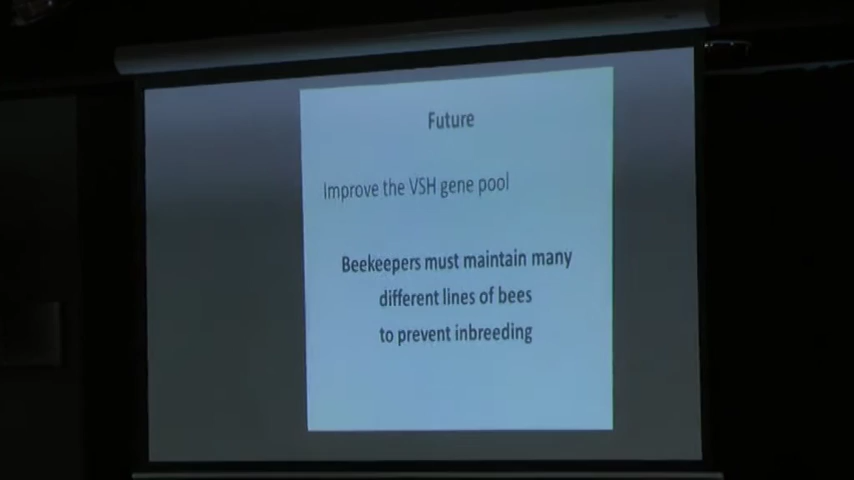 Future
Improve the VSH gene pool
Beekeepers must maintain many
different lines of bees
to prevent inbreeding